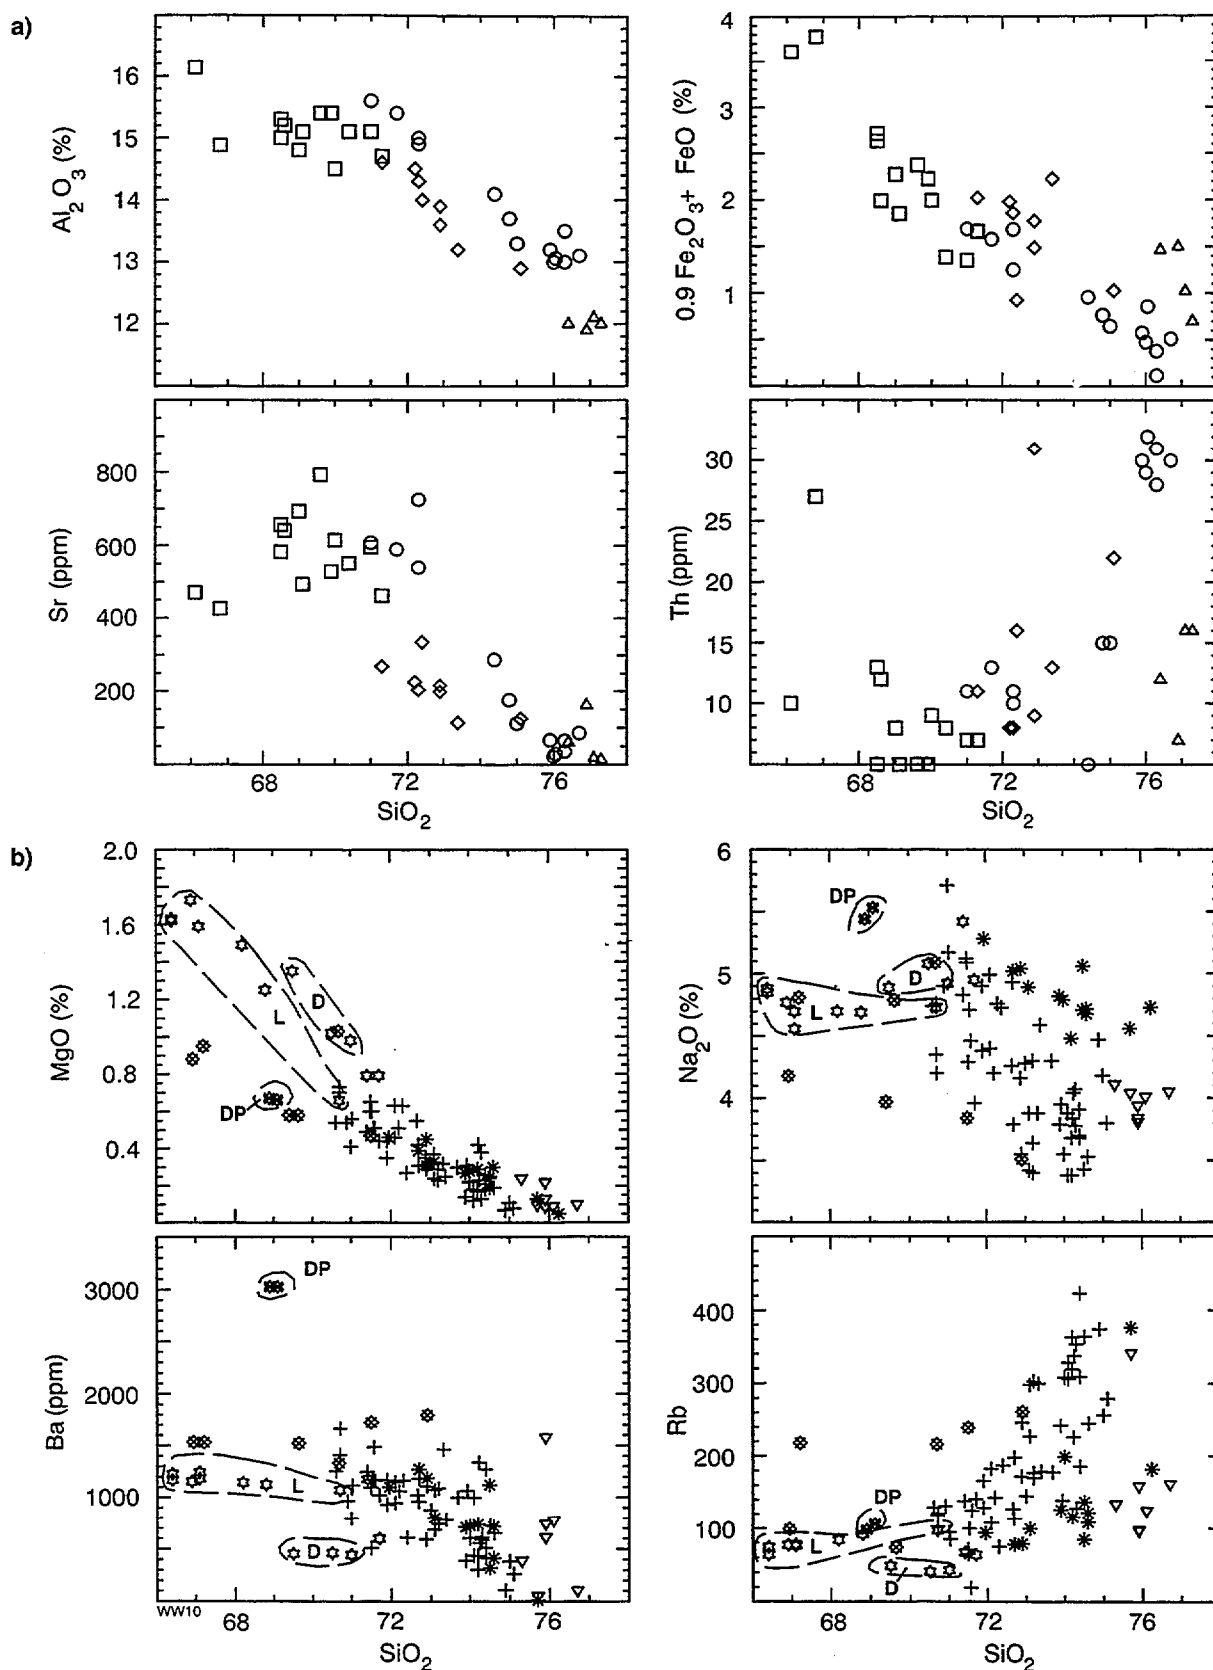 a)
Al2O3 (%)
16
15
14
13
12
0.9 Fe2O3+ FeO (%)
4
3
2
1
Sr (ppm)
800
600
400
200
68
72
76
SiO2
Th (ppm)
30
25
20
15
10
68
72
76
SiO2
b)
MgO (%)
2.0
1.6
1.2
0.8
0.4
D
L
DP
Na2O (%)
6
5
4
DP
D
L
Ba (ppm)
3000
2000
1000
DP
L
D
WW10
68
72
76
SiO2
Rb
400
300
200
100
DP
L
D
68
72
76
SiO2